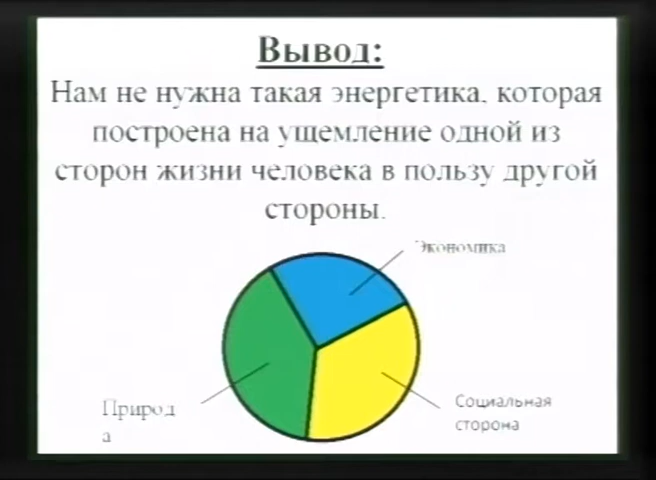 Вывод:
Нам не нужна такая энергетика, которая
построена на ущемление одной из
сторон жизни человека в пользу другой
стороны.
Экономика
Природ
а
Социальная
сторона